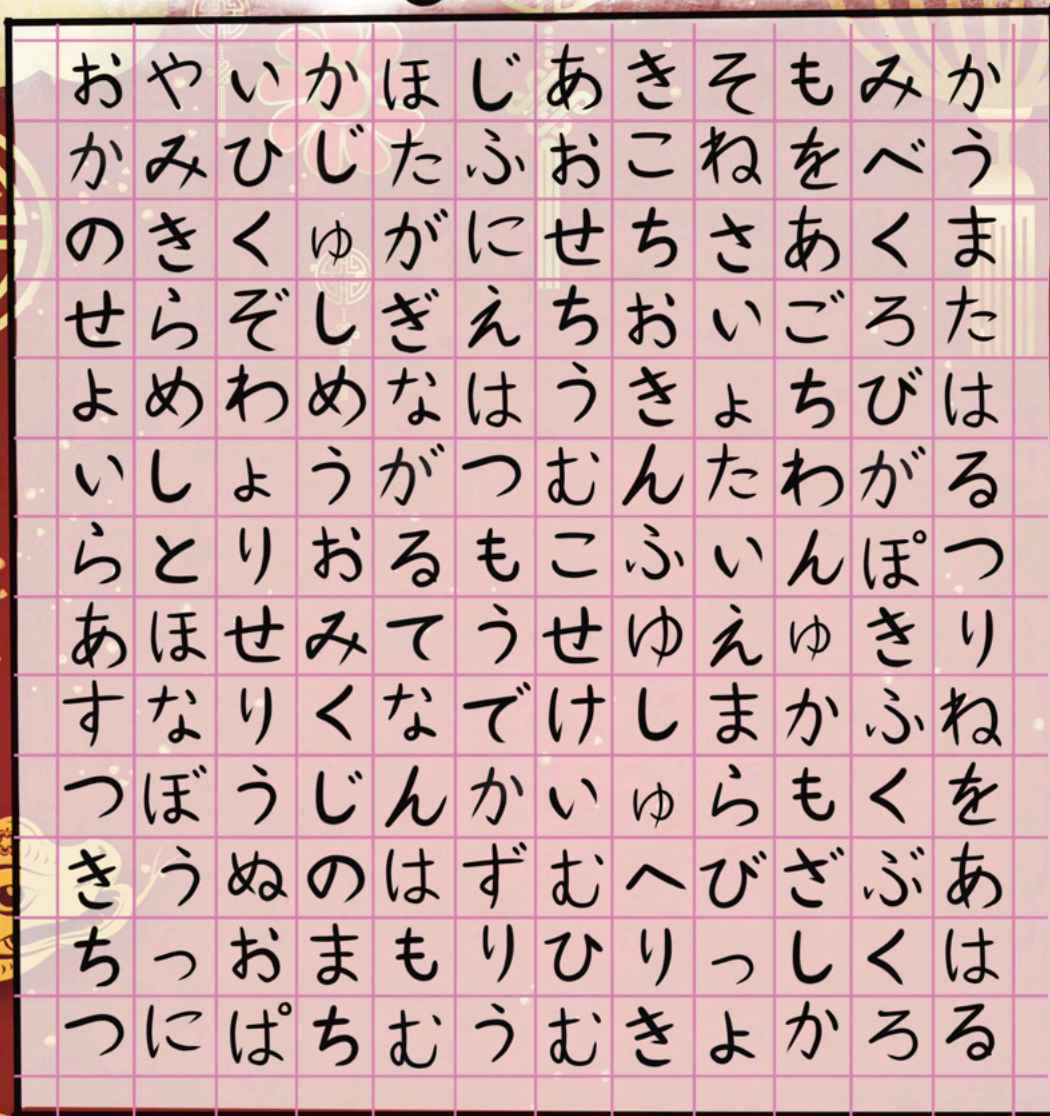 おやいかほじあきそもみか
かみひじたふおこねをべう
のきくゅがにせちさあくま
せらぞしぎえちおいごろた
よめわめなはうきょちびは
いしょうがつむんたわがる
らとりおるもこふいんぽつ
あほせみてうせゆえゅきり
すなりくなでけしまかふね
つぼうじんかいゅらもくを
きうぬのはずむへびざぶあ
ちっおまもりひりっしくは
つにぱちむうむきょかろる